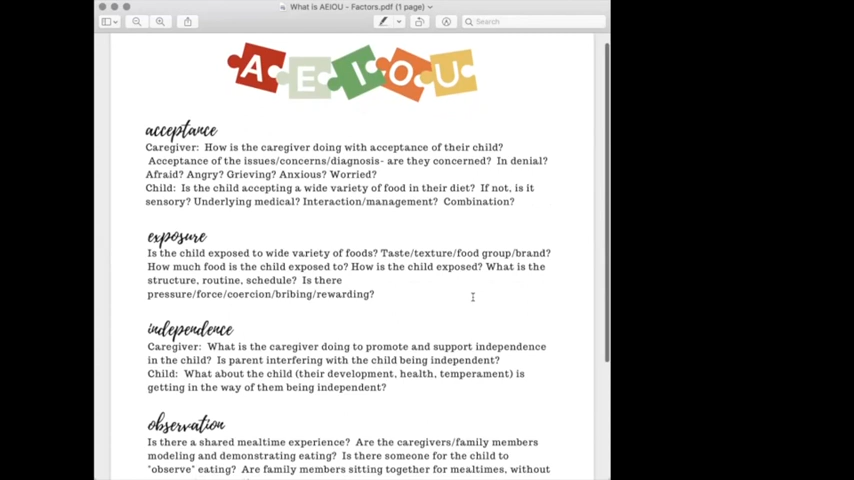 What is AEIOU - Factors.pdf (1 page)
Search
A E I O U
acceptance
Caregiver: How is the caregiver doing with acceptance of their child?
Acceptance of the issues/concerns/diagnosis- are they concerned? In denial?
Afraid? Angry? Grieving? Anxious? Worried?
Child: Is the child accepting a wide variety of food in their diet? If not, is it
sensory? Underlying medical? Interaction/management? Combination?
exposure
Is the child exposed to wide variety of foods? Taste/texture/food group/brand?
How much food is the child exposed to? How is the child exposed? What is the
structure, routine, schedule? Is there
pressure/force/coercion/bribing/rewarding?
independence
Caregiver: What is the caregiver doing to promote and support independence
in the child? Is parent interfering with the child being independent?
Child: What about the child (their development, health, temperament) is
getting in the way of them being independent?
observation
Is there a shared mealtime experience? Are the caregivers/family members
modeling and demonstrating eating? Is there someone for the child to
"observe" eating? Are family members sitting together for mealtimes, without